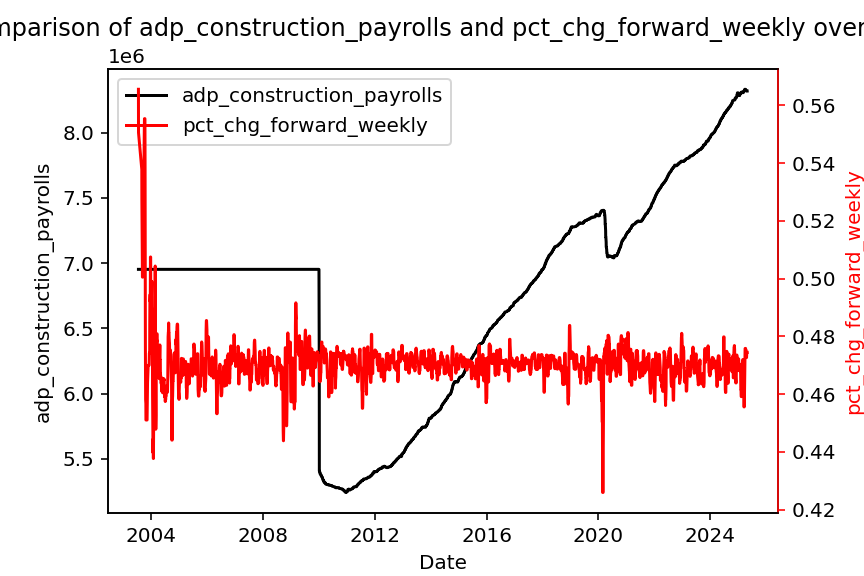 mparison of adp_construction_payrolls and pct_chg_forward_weekly over
1e6
adp_construction_payrolls
pct_chg_forward_weekly
8.0
7.5
7.0
6.5
6.0
5.5
adp_construction_payrolls
0.56
0.54
0.52
0.50
0.48
0.46
0.44
0.42
pct_chg_forward_weekly
2004
2008
2012
2016
2020
2024
Date